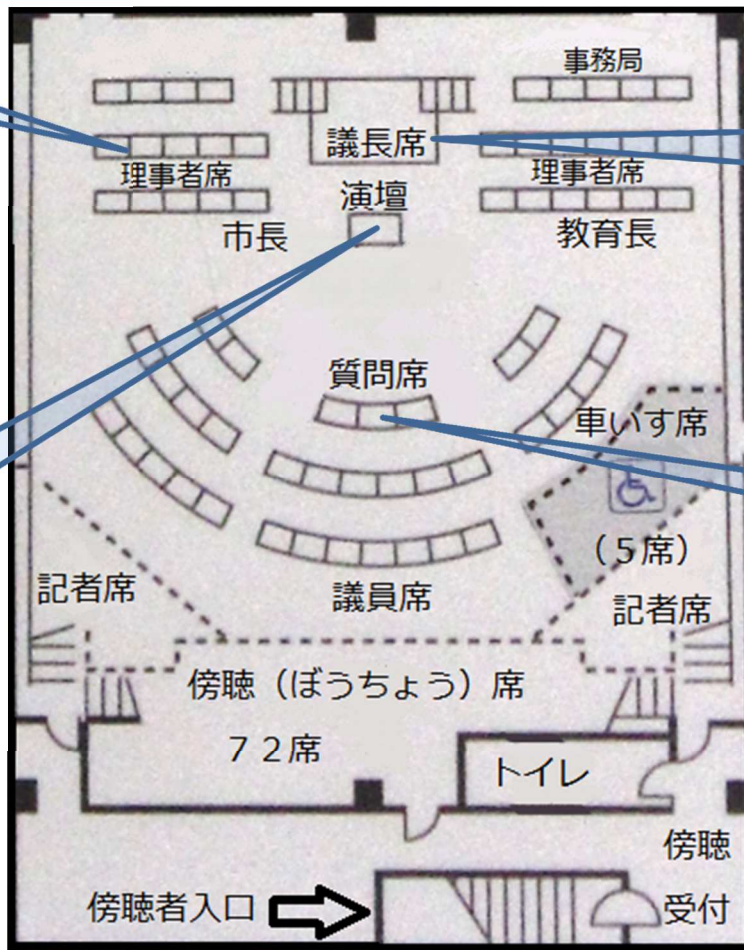 事務局
議長席
理事者席
理事者席
演壇
市長
教育長
質問席
車いす席
（５席）
記者席
議員席
記者席
傍聴（ぼうちょう）席
７２席
トイレ
傍聴
傍聴者入口
受付